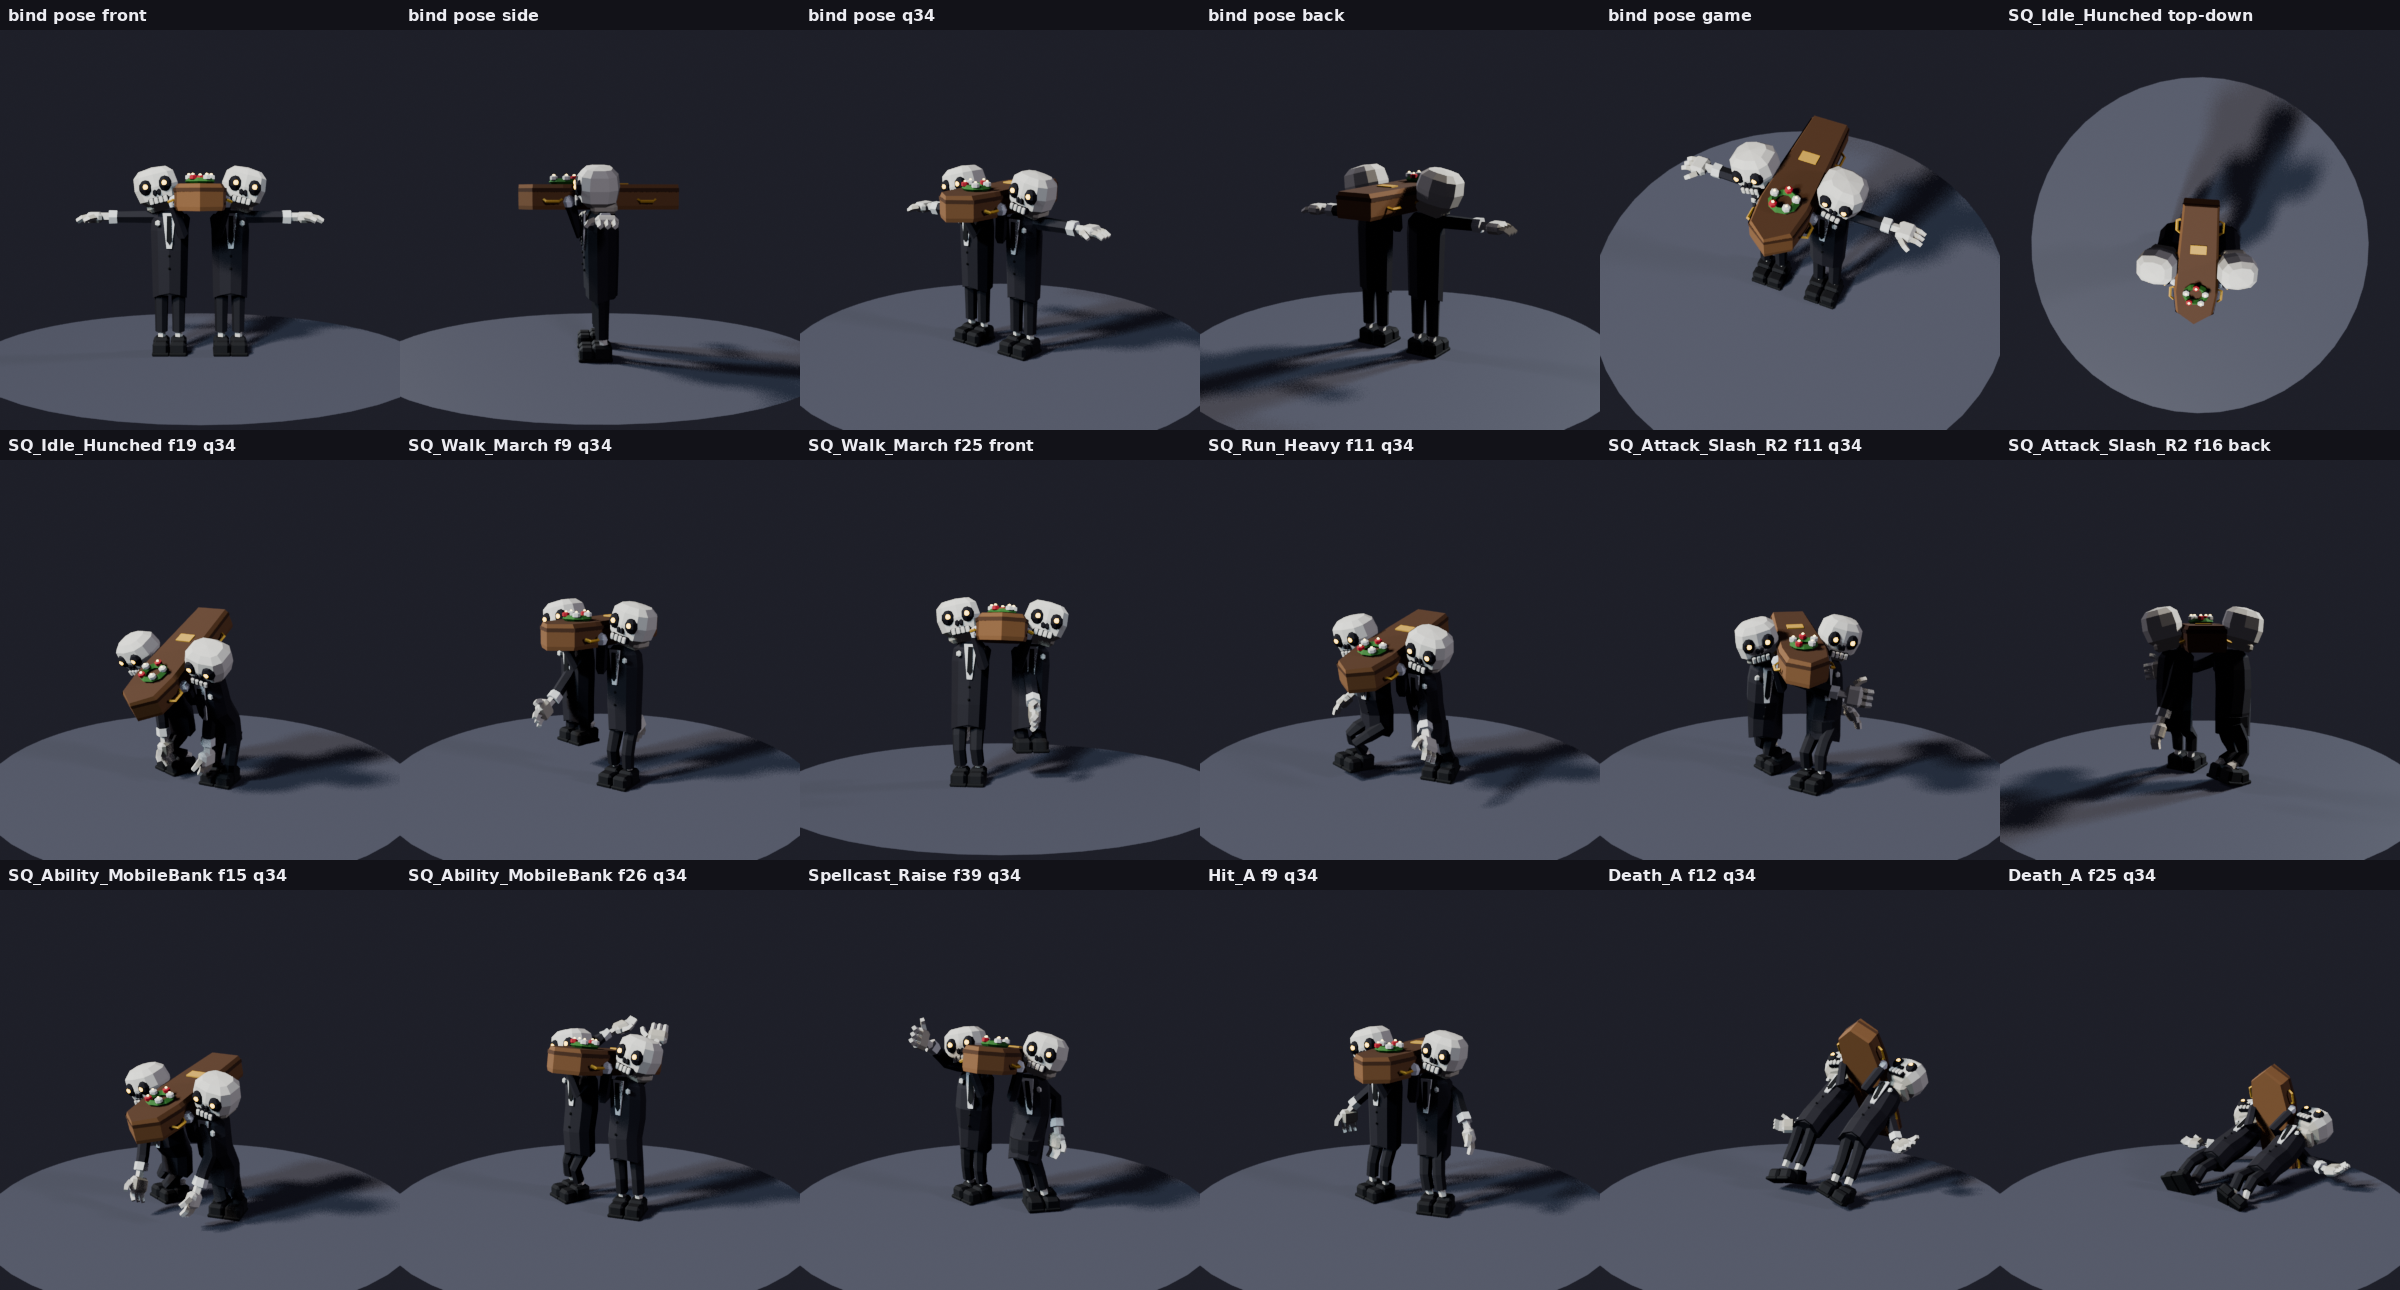 bind pose front
bind pose side
bind pose q34
bind pose back
bind pose game
SQ_Idle_Hunched top-down
SQ_Idle_Hunched f19 q34
SQ_Walk_March f9 q34
SQ_Walk_March f25 front
SQ_Run_Heavy f11 q34
SQ_Attack_Slash_R2 f11 q34
SQ_Attack_Slash_R2 f16 back
SQ_Ability_MobileBank f15 q34
SQ_Ability_MobileBank f26 q34
Spellcast_Raise f39 q34
Hit_A f9 q34
Death_A f12 q34
Death_A f25 q34